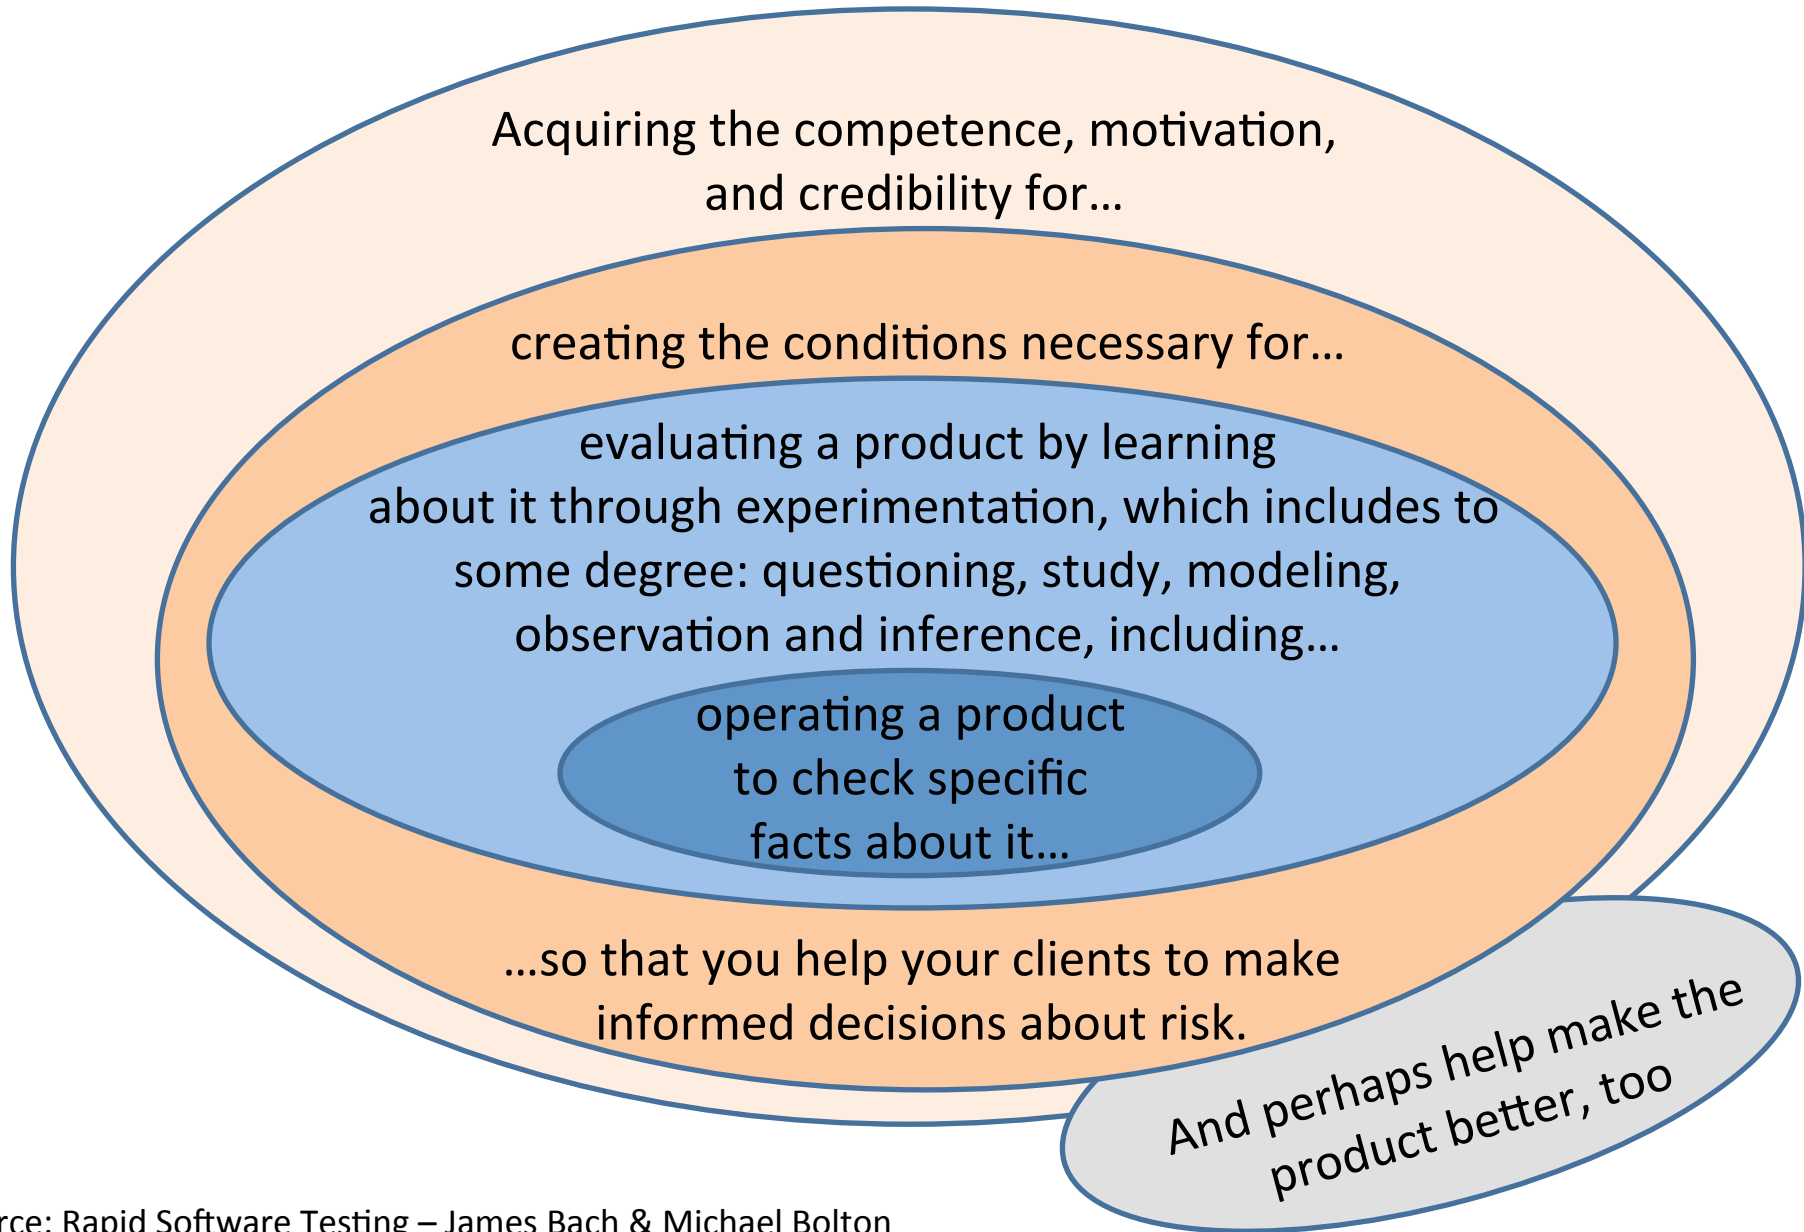 Acquiring the competence, motivation,
and credibility for…
creating the conditions necessary for…
evaluating a product by learning
about it through experimentation, which includes to
some degree: questioning, study, modeling,
observation and inference, including…
operating a product
to check specific
facts about it…
…so that you help your clients to make
informed decisions about risk.
And perhaps help make the
product better, too
rce: Rapid Software Testing – James Bach & Michael Bolton